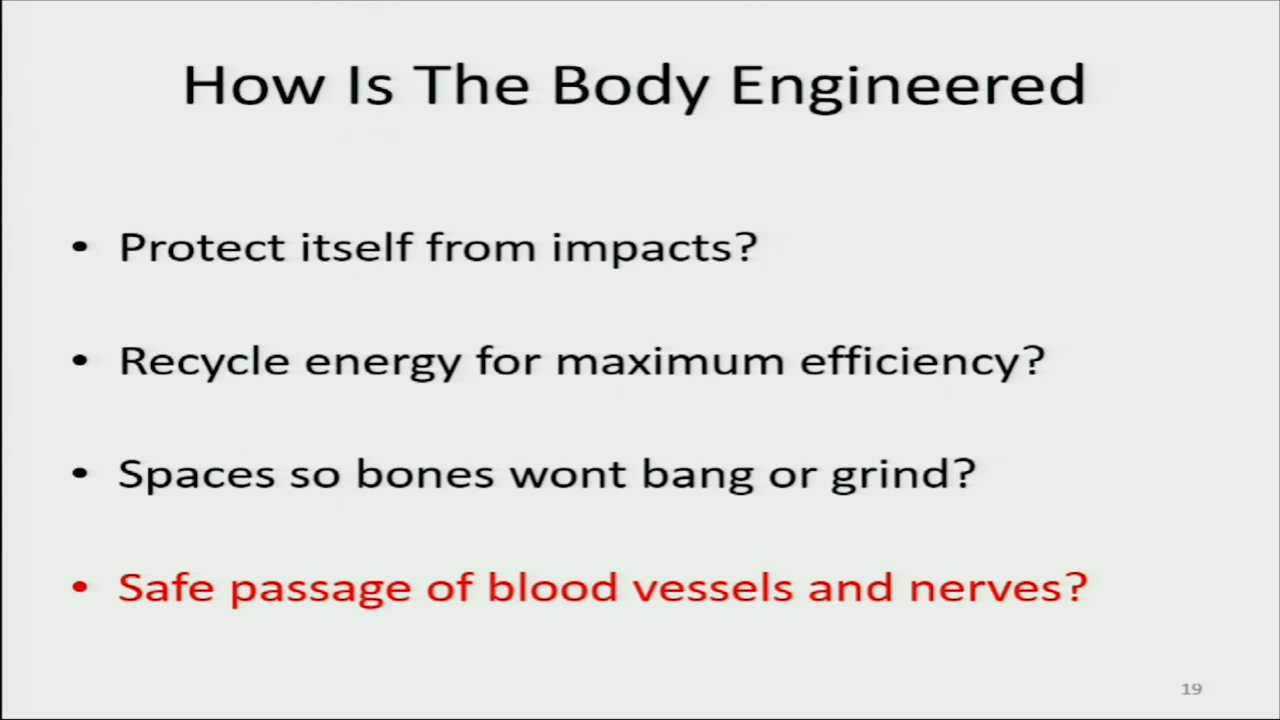 How Is The Body Engineered
• Protect itself from impacts?
• Recycle energy for maximum efficiency?
• Spaces so bones wont bang or grind?
• Safe passage of blood vessels and nerves?
19